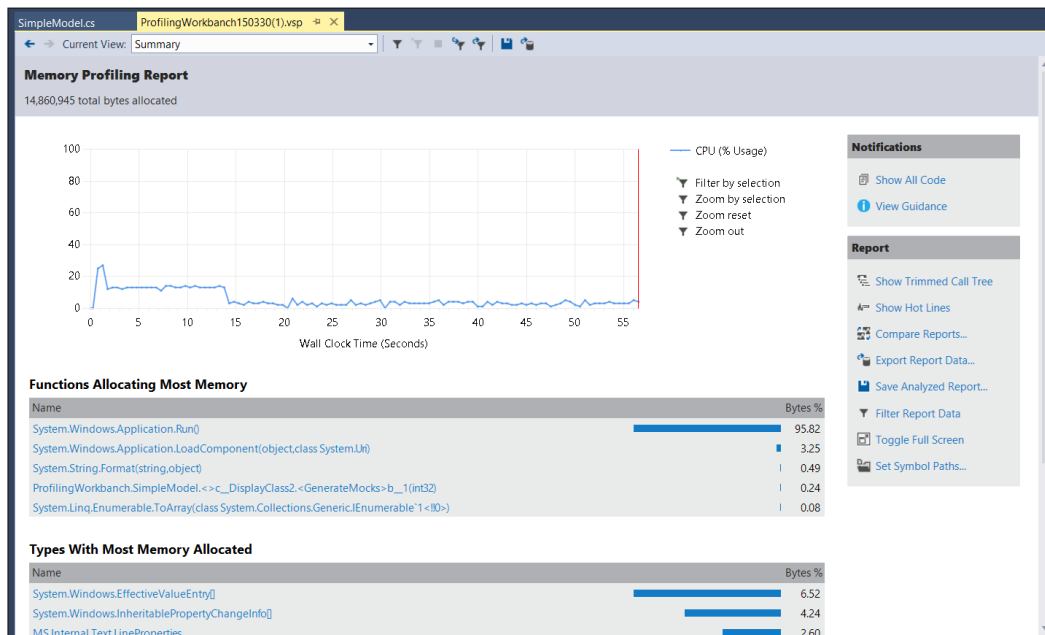 SimpleModel.cs
ProfilingWorkbanch150330(1).vsp
Current View: Summary
Memory Profiling Report
14,860,945 total bytes allocated
100
80
60
40
20
0
0 5 10 15 20 25 30 35 40 45 50 55
Wall Clock Time (Seconds)
CPU (% Usage)
Filter by selection
Zoom by selection
Zoom reset
Zoom out
Notifications
Show All Code
View Guidance
Report
Show Trimmed Call Tree
Show Hot Lines
Compare Reports...
Export Report Data...
Save Analyzed Report...
Filter Report Data
Toggle Full Screen
Set Symbol Paths...
Functions Allocating Most Memory
Name Bytes %
System.Windows.Application.Run() 95.82
System.Windows.Application.LoadComponent(object,class System.Uri) 3.25
System.String.Format(string,object) 0.49
ProfilingWorkbanch.SimpleModel.<>c__DisplayClass2.<GenerateMocks>b__1(int32) 0.24
System.Linq.Enumerable.ToArray(class System.Collections.Generic.IEnumerable`1<!!0>) 0.08
Types With Most Memory Allocated
Name Bytes %
System.Windows.EffectiveValueEntry[] 6.52
System.Windows.InheritablePropertyChangeInfo[] 4.24
MS.Internal.Text.LineProperties 2.60